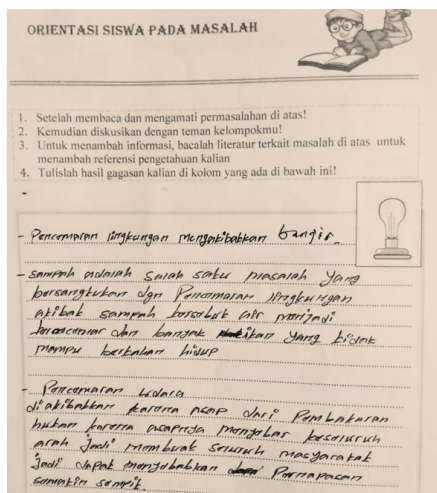 ORIENTASI SISWA PADA MASALAH
1. Setelah membaca dan mengamati permasalahan di atas!
2. Kemudian diskusikan dengan teman kelompokmu!
3. Untuk menambah informasi, bacalah literatur terkait masalah di atas untuk
menambah referensi pengetahuan kalian
4. Tulislah hasil gagasan kalian di kolom yang ada di bawah ini!
- Pencemaran lingkungan mengakibatkan banjir.
- sampah adalah salah satu masalah yang
bersangkutan dgn Pencemaran lingkungan
akibat sampah tersebut air menjadi
tercemar dan banyak ikan yang tidak
mampu bertahan hidup
- Pencemaran udara
diakibatkan karena asap dari Pembakaran
hutan karena asapnya menyebar keseluruh
arah Jadi membuat seluruh masyarakat
Jadi dapat menyebabkan Pernapasan
semakin sempit.